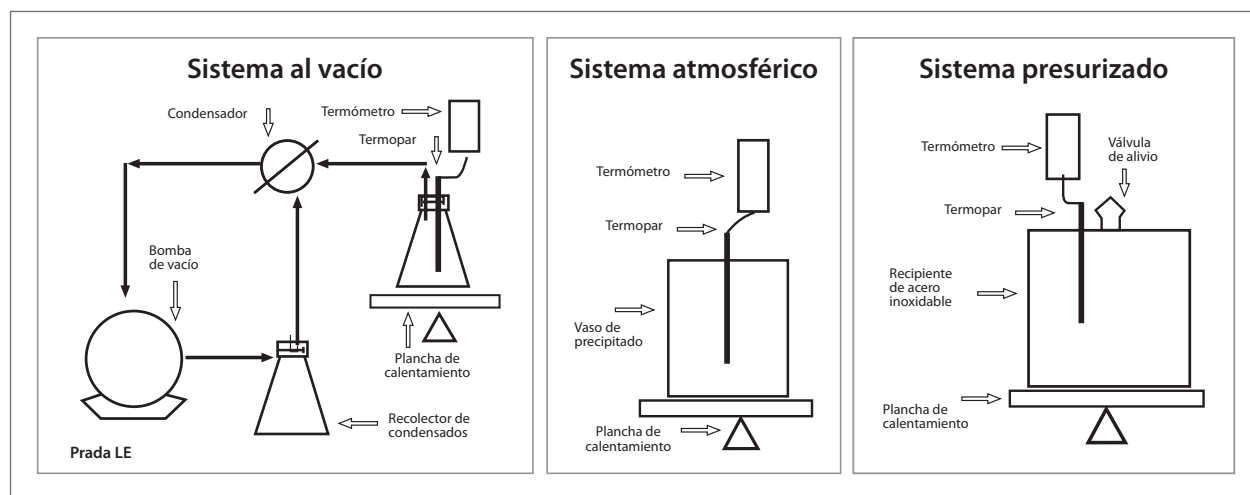 Sistema al vacío
Condensador
Termómetro
Termopar
Bomba
de vacío
Plancha de
calentamiento
Recolector de
condensados
Prada LE
Sistema atmosférico
Termómetro
Termopar
Vaso de
precipitado
Plancha de
calentamiento
Sistema presurizado
Termómetro
Válvula
de alivio
Termopar
Recipiente
de acero
inoxidable
Plancha de
calentamiento